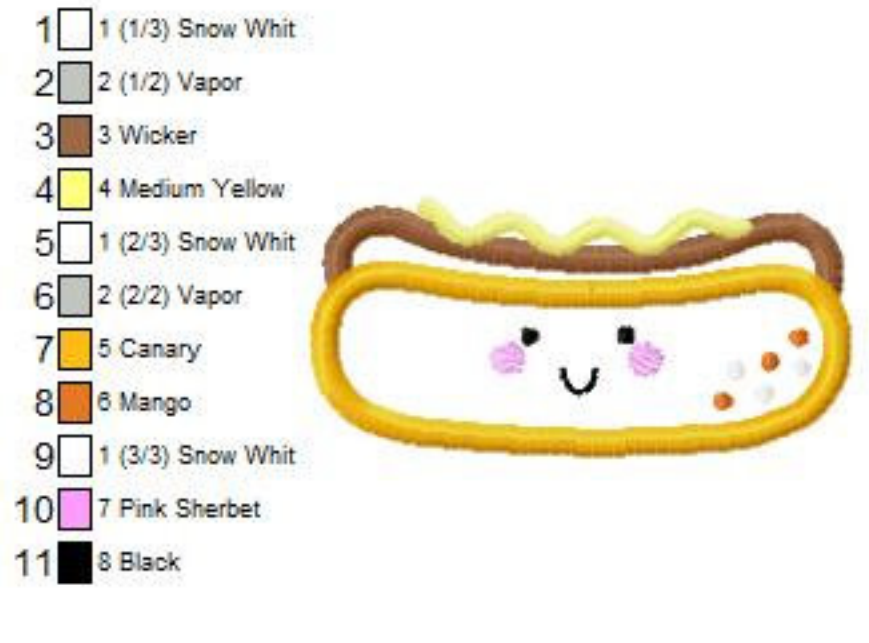 1 1 (1/3) Snow Whit
2 2 (1/2) Vapor
3 3 Wicker
4 4 Medium Yellow
5 1 (2/3) Snow Whit
6 2 (2/2) Vapor
7 5 Canary
8 6 Mango
9 1 (3/3) Snow Whit
10 7 Pink Sherbet
11 8 Black